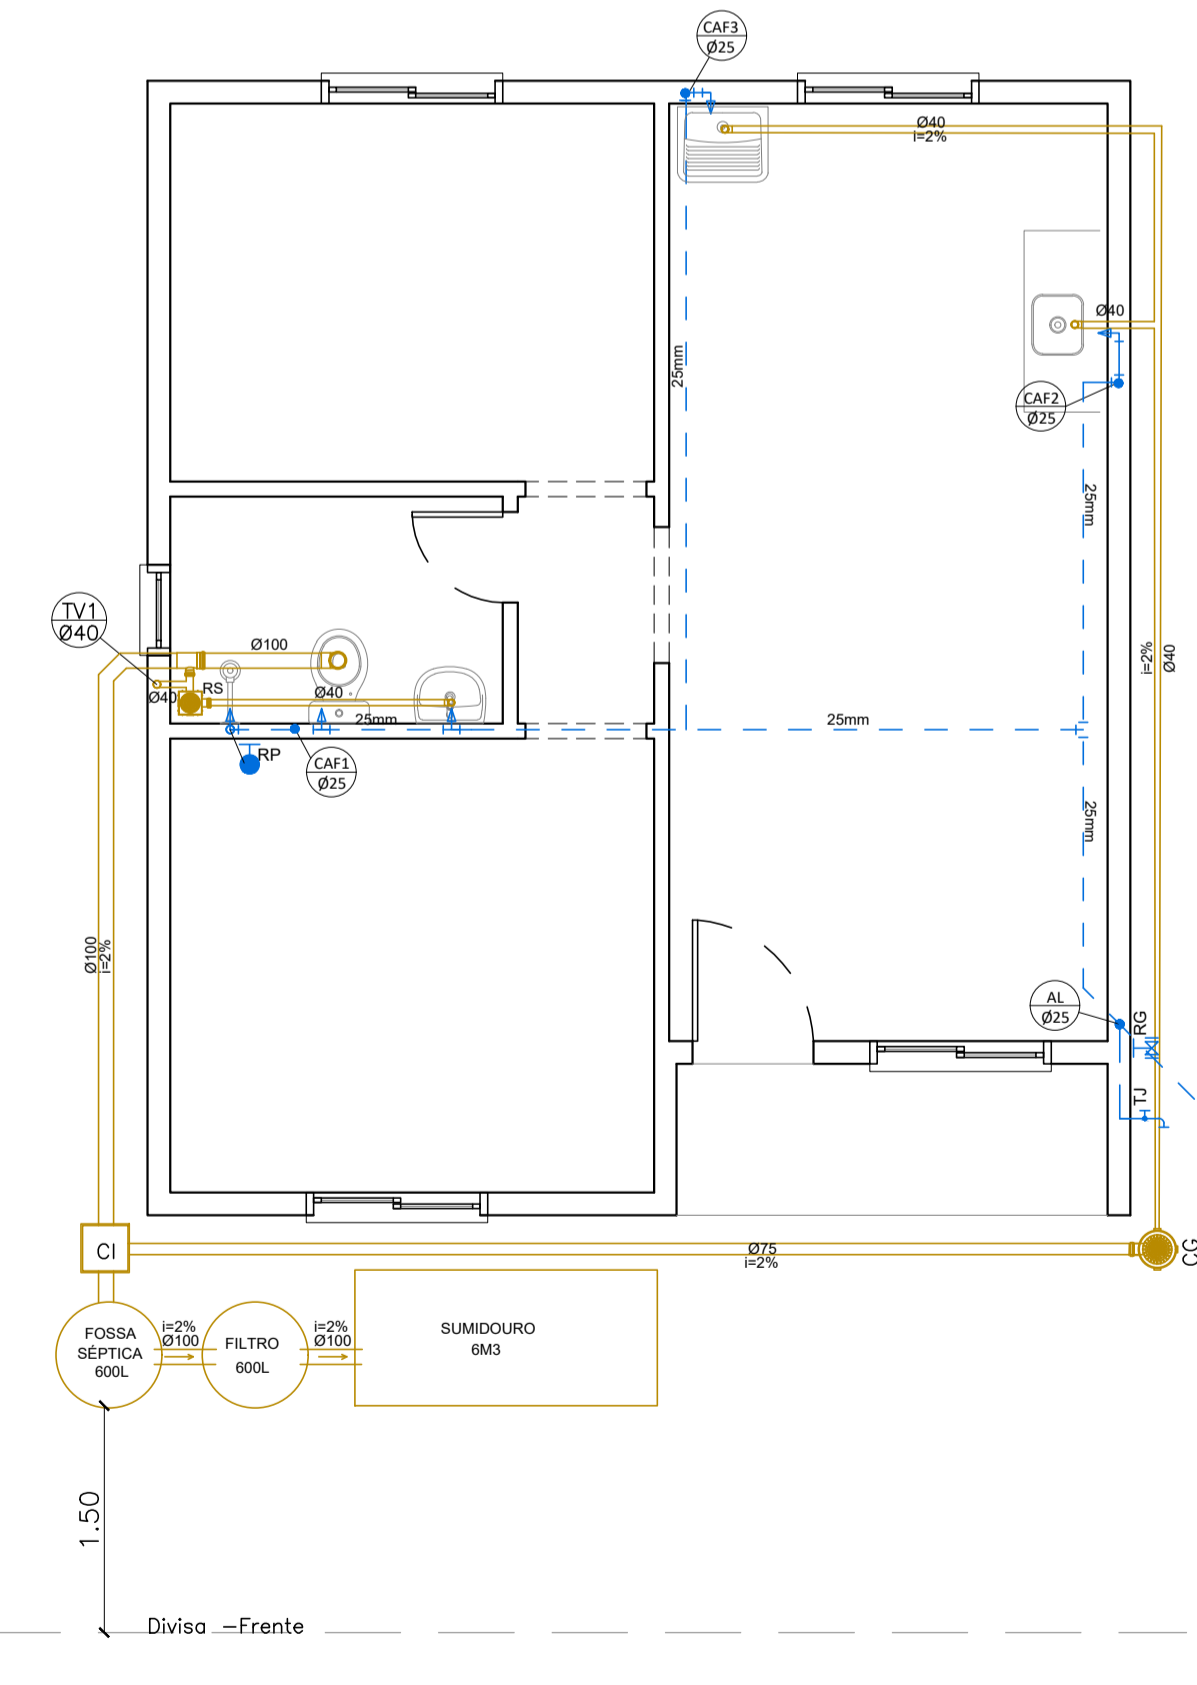 CAF3
Ø25
Ø40
i=2%
Ø40
25mm
CAF2
Ø25
25mm
TV1
Ø40
Ø100
i=2%
Ø40
Ø40
RS
Ø40
25mm
25mm
RP
CAF1
Ø25
25mm
Ø100
i=2%
AL
Ø25
RG
TJ
CI
Ø75
i=2%
CG
FOSSA
SÉPTICA
600L
i=2%
Ø100
FILTRO
600L
i=2%
Ø100
SUMIDOURO
6M3
1.50
Divisa -Frente